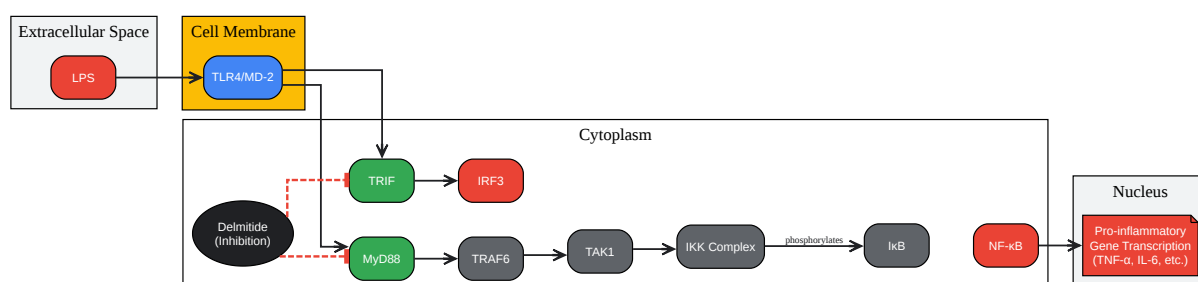 Extracellular Space
Cell Membrane
LPS
TLR4/MD-2
Cytoplasm
TRIF
IRF3
Nucleus
Delmitide
(Inhibition)
MyD88
TRAF6
TAK1
IKK Complex
phosphorylates
IκB
NF-κB
Pro-inflammatory
Gene Transcription
(TNF-α, IL-6, etc.)